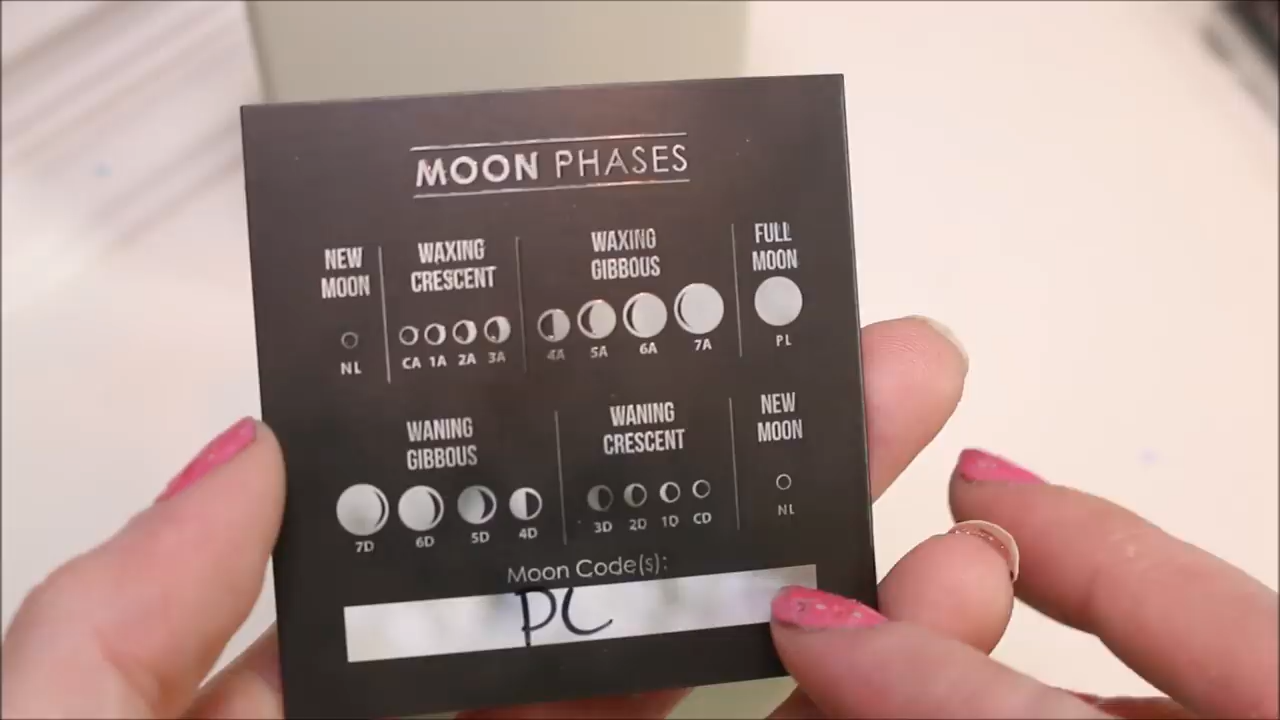 MOON PHASES
NEW MOON
WAXING CRESCENT
WAXING GIBBOUS
FULL MOON
NL
CA 1A 2A 3A
4A 5A 6A 7A
PL
WANING GIBBOUS
WANING CRESCENT
NEW MOON
7D 6D 5D 4D
3D 2D 1D CD
NL
Moon Code(s):
PL